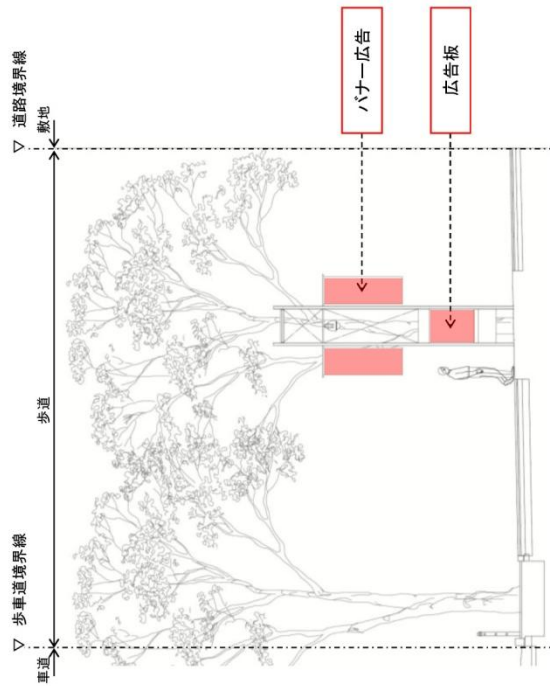 ▽ 歩車道境界線
▽ 道路境界線
車道
歩道
敷地
バナー広告
広告板